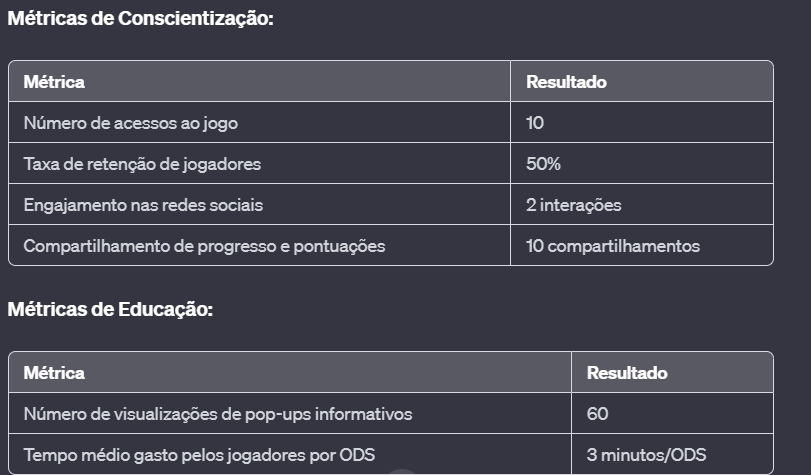 Métricas de Conscientização:
Métrica Resultado
Número de acessos ao jogo 10
Taxa de retenção de jogadores 50%
Engajamento nas redes sociais 2 interações
Compartilhamento de progresso e pontuações 10 compartilhamentos
Métricas de Educação:
Métrica Resultado
Número de visualizações de pop-ups informativos 60
Tempo médio gasto pelos jogadores por ODS 3 minutos/ODS